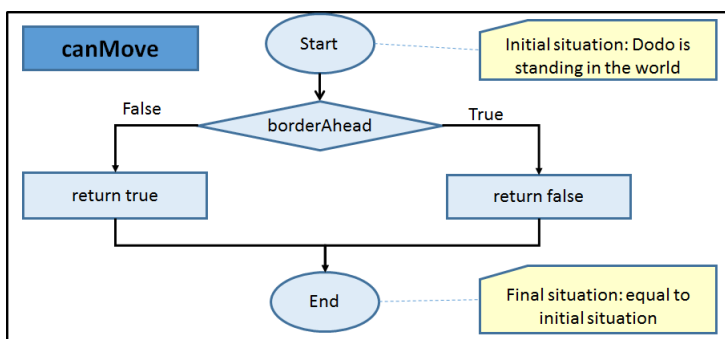 canMove
Start
Initial situation: Dodo is
standing in the world
False
borderAhead
True
return true
return false
End
Final situation: equal to
initial situation